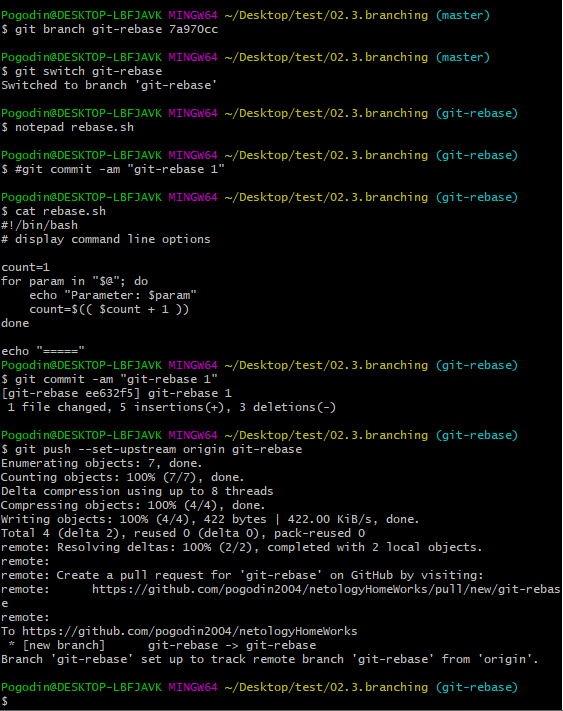 Pogodin@DESKTOP-LBFJAVK MINGW64 ~/Desktop/test/02.3.branching (master)
$ git branch git-rebase 7a970cc
Pogodin@DESKTOP-LBFJAVK MINGW64 ~/Desktop/test/02.3.branching (master)
$ git switch git-rebase
Switched to branch 'git-rebase'
Pogodin@DESKTOP-LBFJAVK MINGW64 ~/Desktop/test/02.3.branching (git-rebase)
$ notepad rebase.sh
Pogodin@DESKTOP-LBFJAVK MINGW64 ~/Desktop/test/02.3.branching (git-rebase)
$ #git commit -am "git-rebase 1"
Pogodin@DESKTOP-LBFJAVK MINGW64 ~/Desktop/test/02.3.branching (git-rebase)
$ cat rebase.sh
#!/bin/bash
# display command line options
count=1
for param in "$@"; do
    echo "Parameter: $param"
    count=$(( $count + 1 ))
done
echo "====="
Pogodin@DESKTOP-LBFJAVK MINGW64 ~/Desktop/test/02.3.branching (git-rebase)
$ git commit -am "git-rebase 1"
[git-rebase ee632f5] git-rebase 1
 1 file changed, 5 insertions(+), 3 deletions(-)
Pogodin@DESKTOP-LBFJAVK MINGW64 ~/Desktop/test/02.3.branching (git-rebase)
$ git push --set-upstream origin git-rebase
Enumerating objects: 7, done.
Counting objects: 100% (7/7), done.
Delta compression using up to 8 threads
Compressing objects: 100% (4/4), done.
Writing objects: 100% (4/4), 422 bytes | 422.00 KiB/s, done.
Total 4 (delta 2), reused 0 (delta 0), pack-reused 0
remote: Resolving deltas: 100% (2/2), completed with 2 local objects.
remote:
remote: Create a pull request for 'git-rebase' on GitHub by visiting:
remote:      https://github.com/pogodin2004/netologyHomeWorks/pull/new/git-rebas
e
remote:
To https://github.com/pogodin2004/netologyHomeWorks
 * [new branch]      git-rebase -> git-rebase
Branch 'git-rebase' set up to track remote branch 'git-rebase' from 'origin'.
Pogodin@DESKTOP-LBFJAVK MINGW64 ~/Desktop/test/02.3.branching (git-rebase)
$